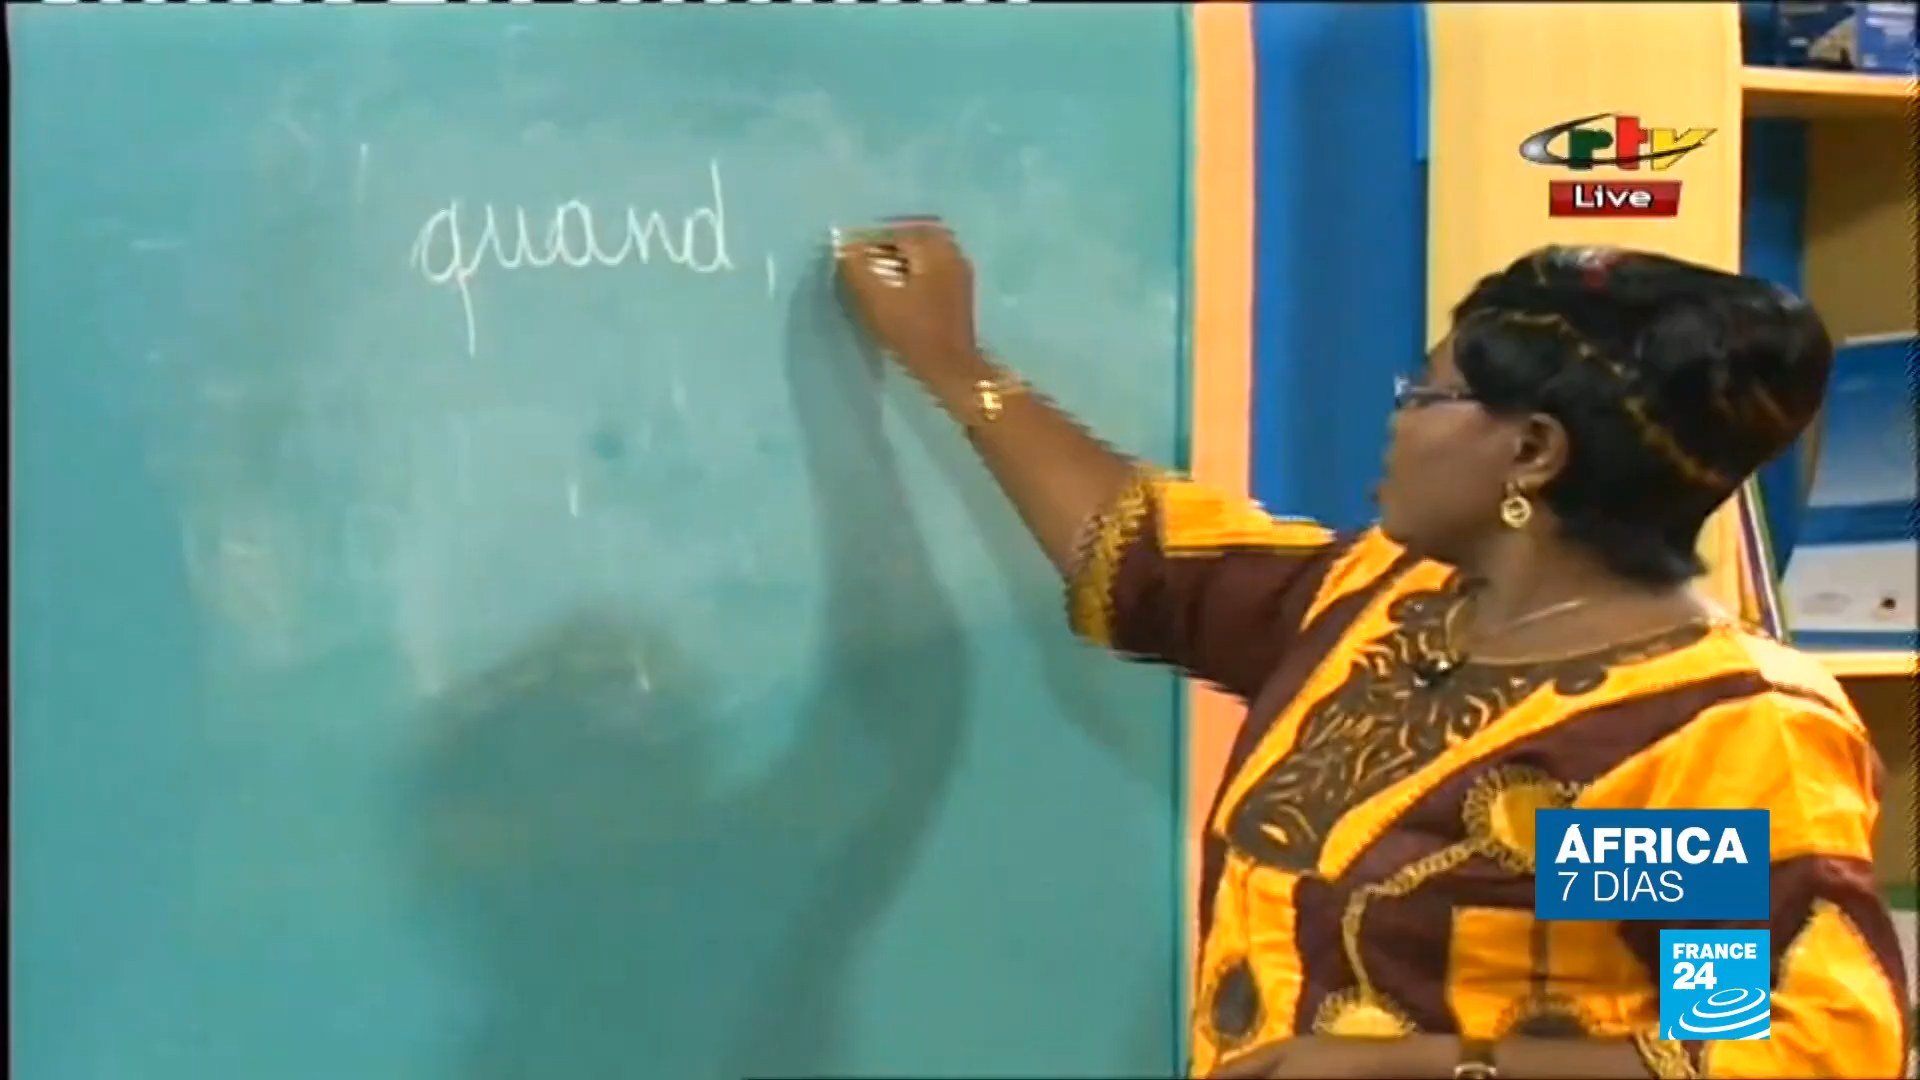 quand,
crtv
Live
ÁFRICA
7 DÍAS
FRANCE
24